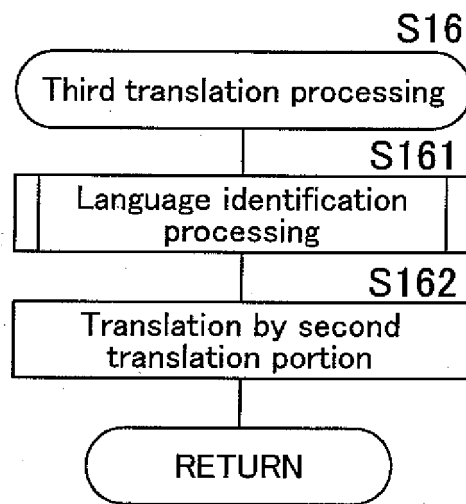 S16
Third translation processing
S161
Language identification
processing
S162
Translation by second
translation portion
RETURN